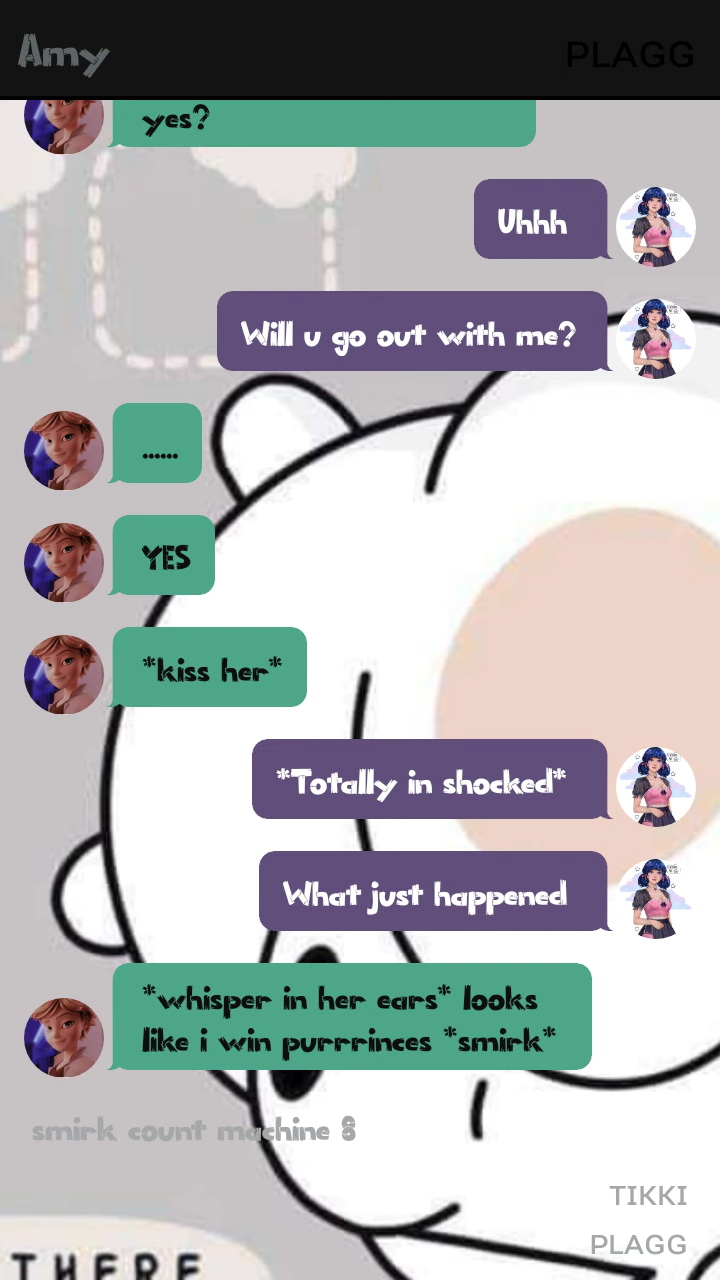 Amy
PLAGG
yes?
Uhhh
Will u go out with me?
......
YES
*kiss her*
*Totally in shocked*
What just happened
*whisper in her ears* looks
like i win purrrinces *smirk*
smirk count machine 8
TIKKI
PLAGG
THERE